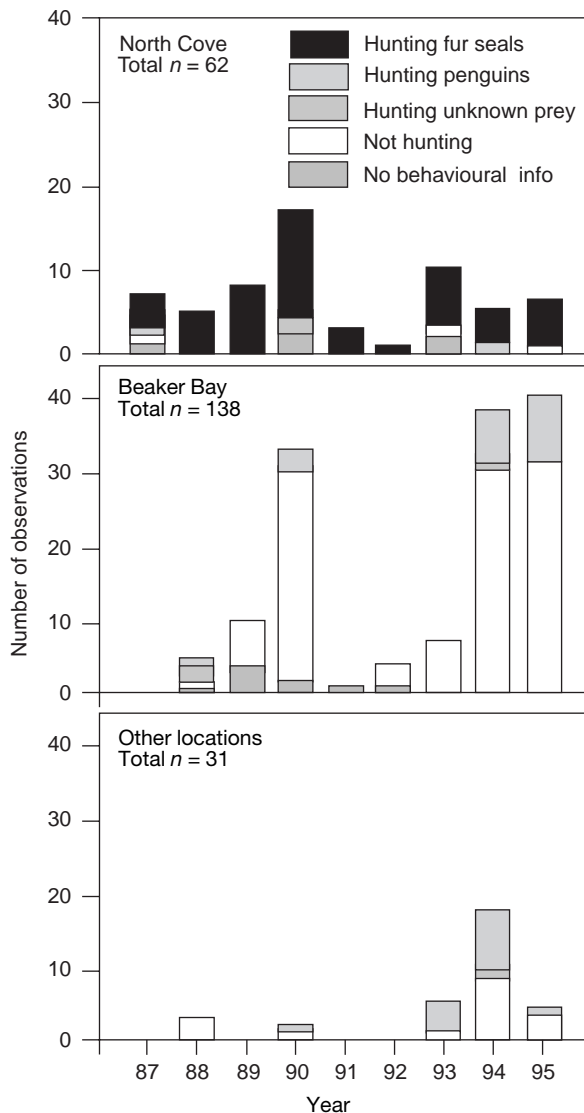 40
30
20
10
0
North Cove
Total n = 62
Hunting fur seals
Hunting penguins
Hunting unknown prey
Not hunting
No behavioural info
Number of observations
40
30
20
10
0
Beaker Bay
Total n = 138
40
30
20
10
0
Other locations
Total n = 31
87 88 89 90 91 92 93 94 95
Year